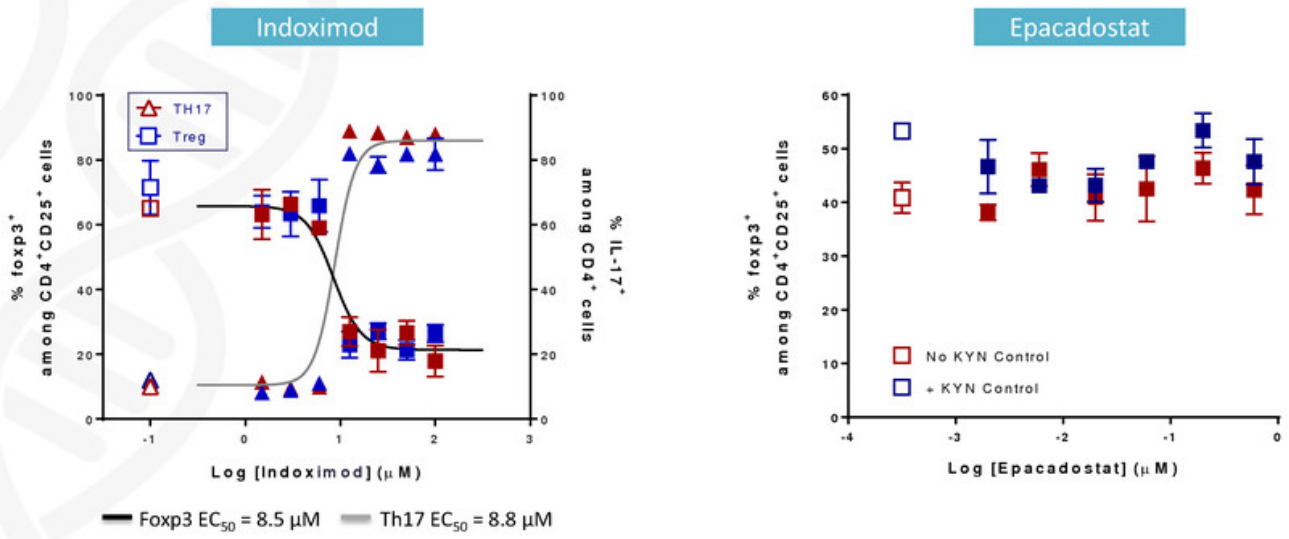 Indoximod
Epacadostat
TH17
Treg
100
80
60
40
20
0
% foxp3⁺
among CD4⁺CD25⁺ cells
100
80
60
40
20
0
% IL-17⁺
among CD4⁺ cells
-1
0
1
2
3
Log [Indoximod] (μM)
Foxp3 EC₅₀ = 8.5 μM
Th17 EC₅₀ = 8.8 μM
60
50
40
30
20
10
0
% foxp3⁺
among CD4⁺CD25⁺ cells
No KYN Control
+ KYN Control
-4
-3
-2
-1
0
Log [Epacadostat] (μM)